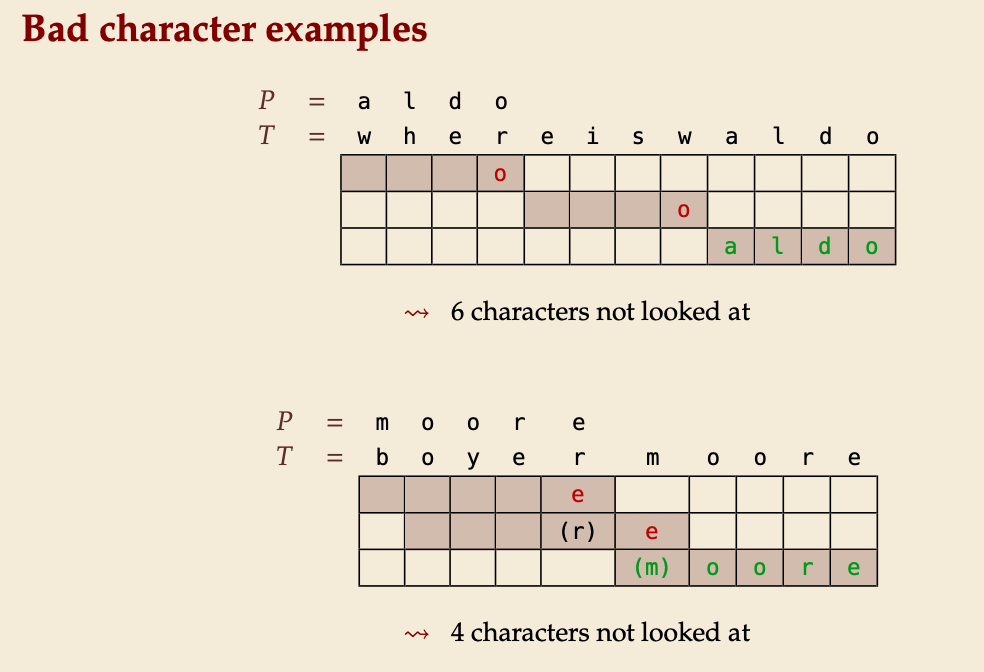 Bad character examples
P = a l d o
T = w h e r e i s w a l d o
o
o
a l d o
⇝ 6 characters not looked at
P = m o o r e
T = b o y e r m o o r e
e
(r) e
(m) o o r e
⇝ 4 characters not looked at